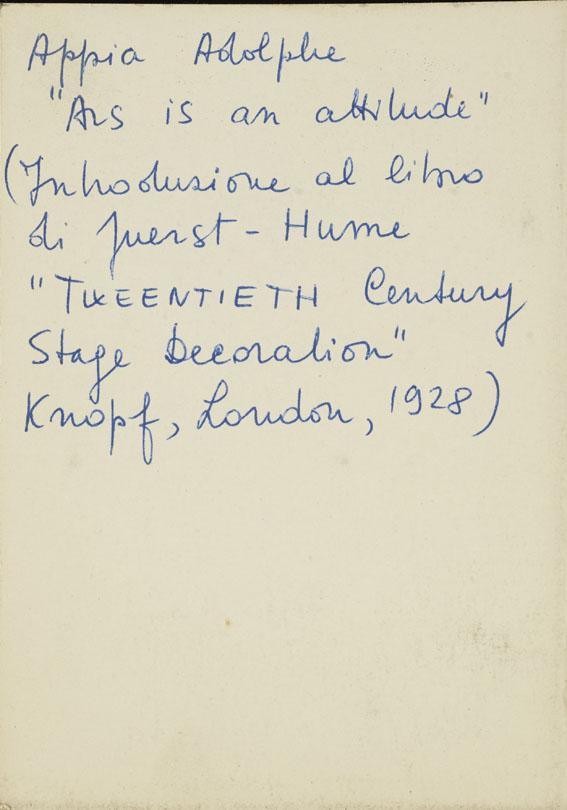 Appia Adolphe
"Ars is an attitude"
(Introduzione al libro
di Fuerst - Hume
"TWEENTIETH Century
Stage Decoration"
Knopf, London, 1928)